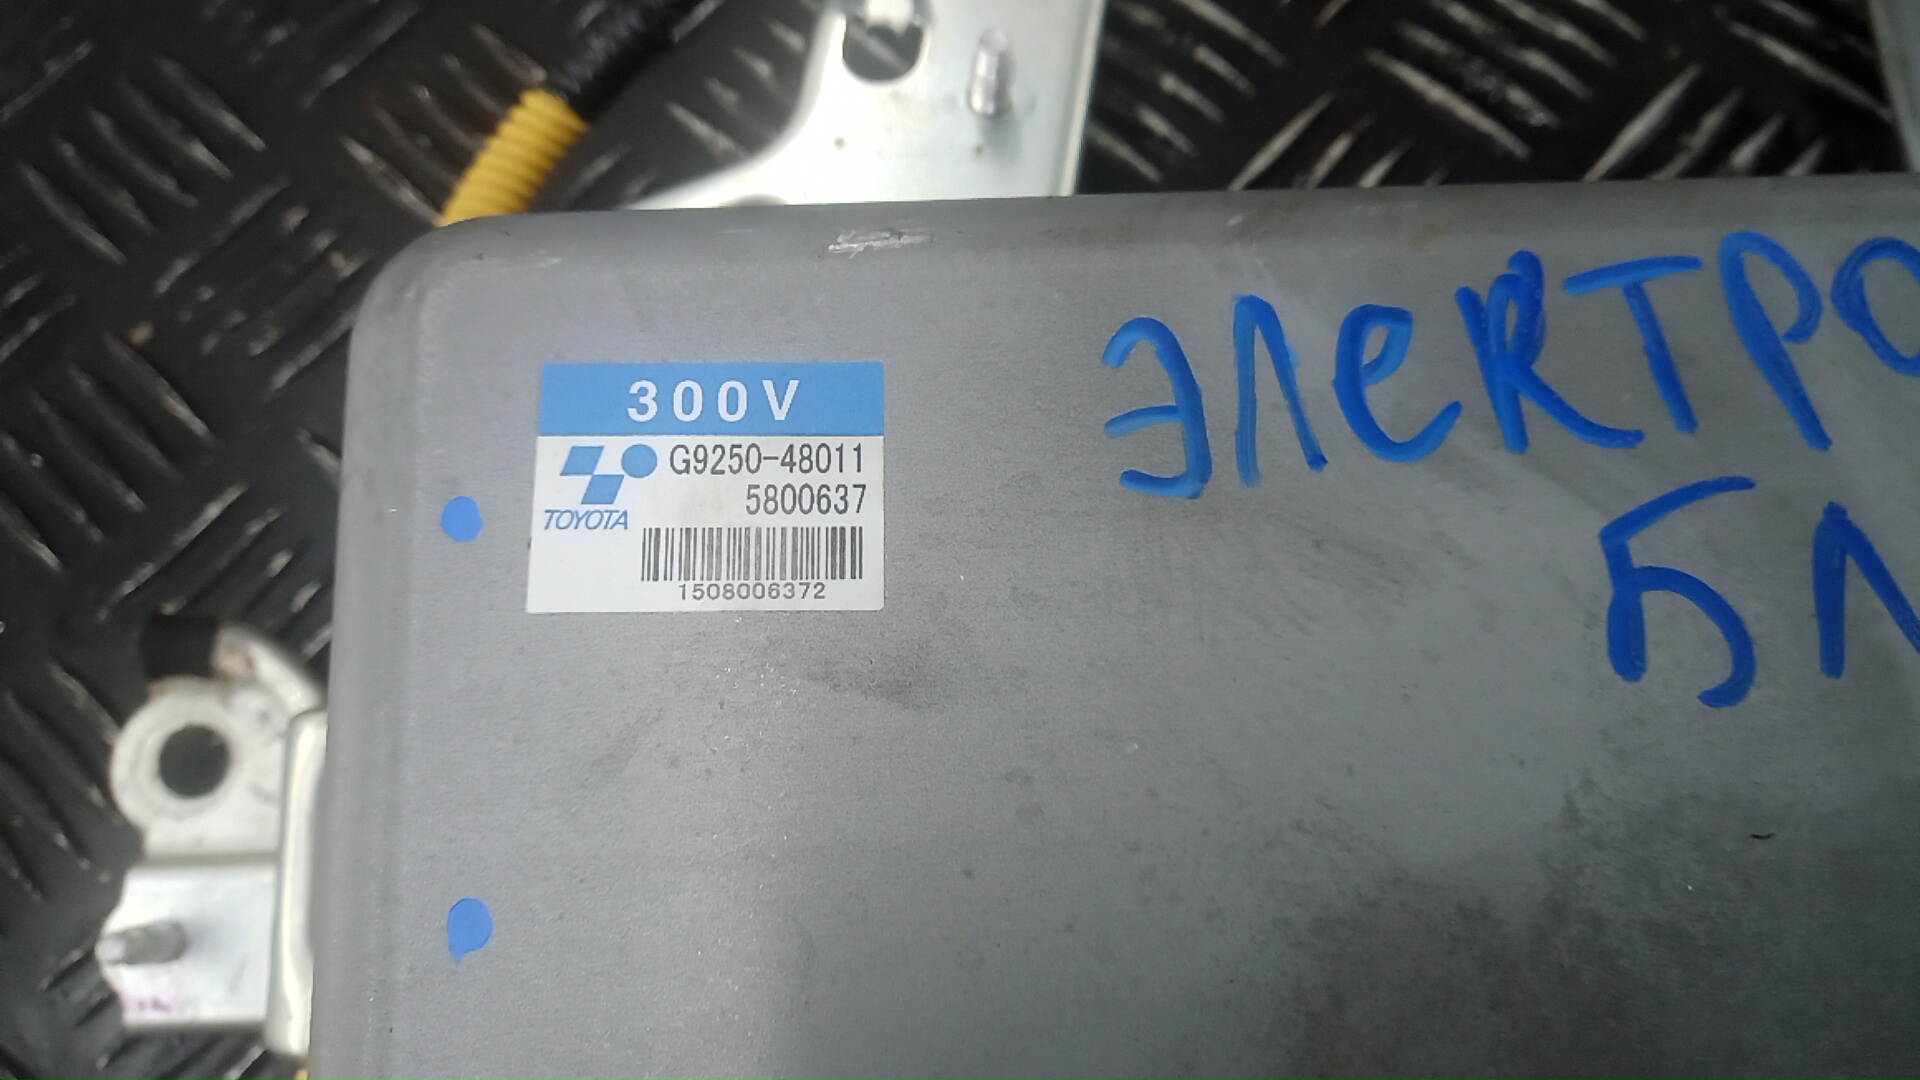 300V
G9250-48011
5800637
TOYOTA
1508006372
ЭЛЕКТРО
БЛ